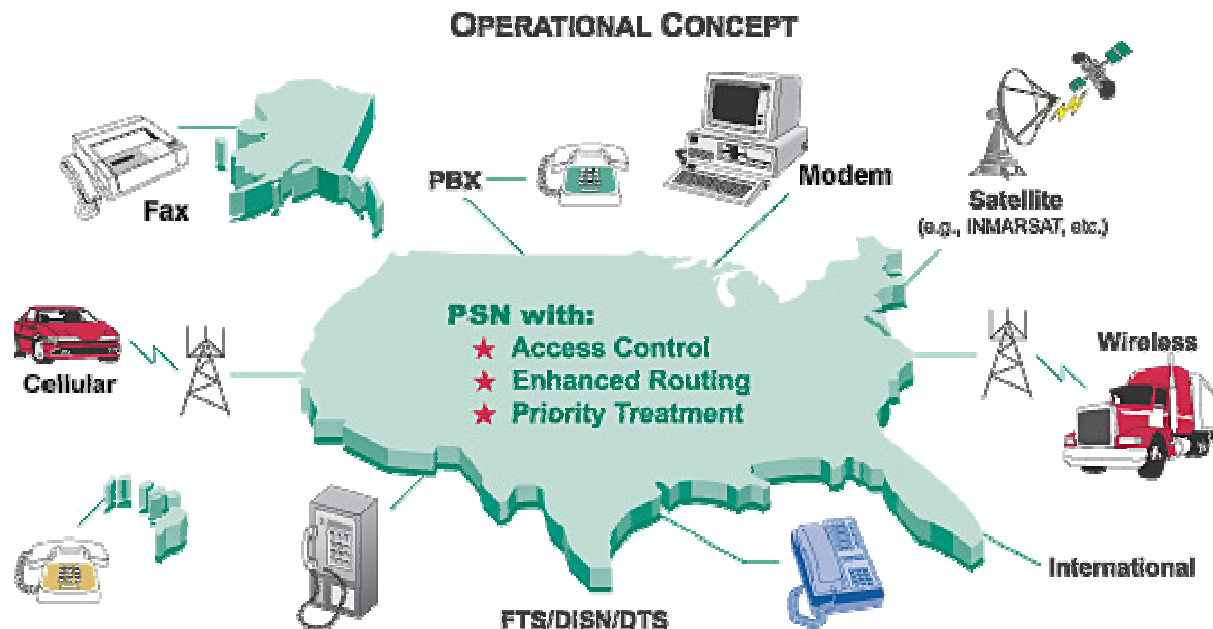 OPERATIONAL CONCEPT
PBX
Modem
Fax
Satellite
(e.g., INMARSAT, etc.)
PSN with:
Access Control
Enhanced Routing
Priority Treatment
Cellular
Wireless
International
FTS/DISN/DTS